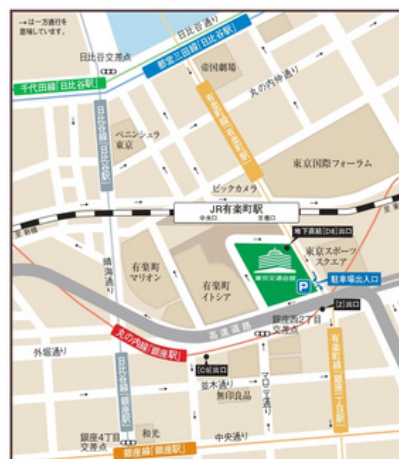 →は一方通行を
意味しています。
日比谷通り
日比谷交差点
都営三田線「日比谷駅」
千代田線「日比谷駅」
帝国劇場
丸の内仲通り
有楽町線「有楽町駅」
日比谷線「日比谷駅」
ペニンシュラ
東京
東京国際フォーラム
ビックカメラ
JR有楽町駅
中央口
京橋口
至新橋
地下直結[D8]出口
東京スポーツ
スクエア
東京交通会館
P
駐車場出入口
晴海通り
有楽町
マリオン
有楽町
イトシア
[2]出口
高速道路
銀座西2丁目
交差点
丸の内線「銀座駅」
外堀通り
日比谷線「銀座駅」
[C9]出口
並木通り
マロニエ通り
有楽町線「銀座一丁目駅」
無印良品
銀座4丁目
交差点
和光
中央通り
銀座線「銀座駅」